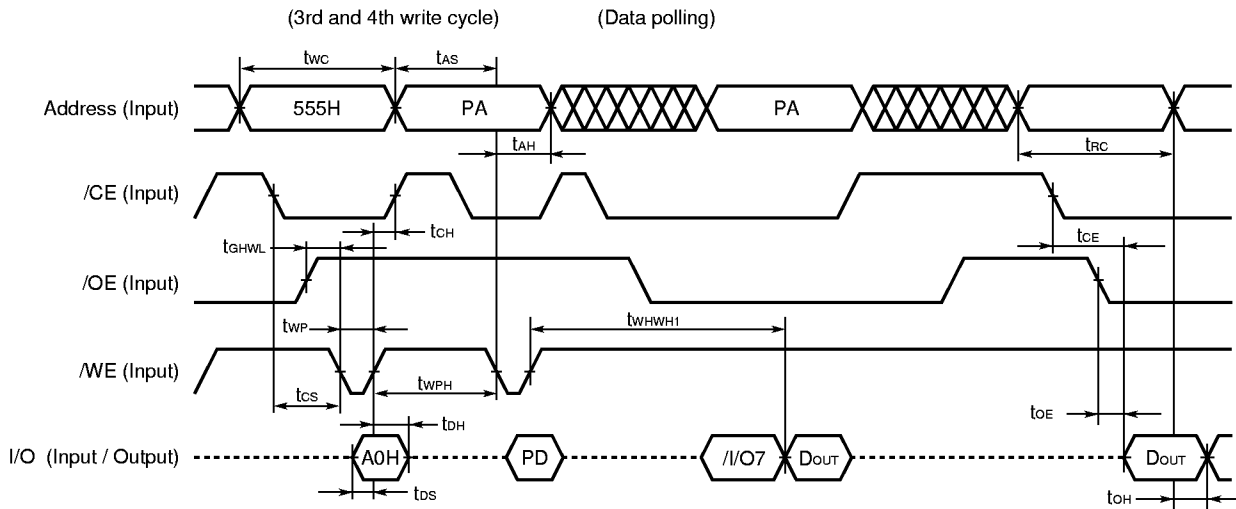 (3rd and 4th write cycle) (Data polling)
tWC tAS
Address (Input) 555H PA PA
tAH tRC
/CE (Input)
tCH tCE
tGHWL
/OE (Input)
tWP tWHWH1
/WE (Input)
tCS tWPH tOE
tDH
I/O (Input / Output) A0H PD /I/O7 DOUT DOUT
tDS tOH